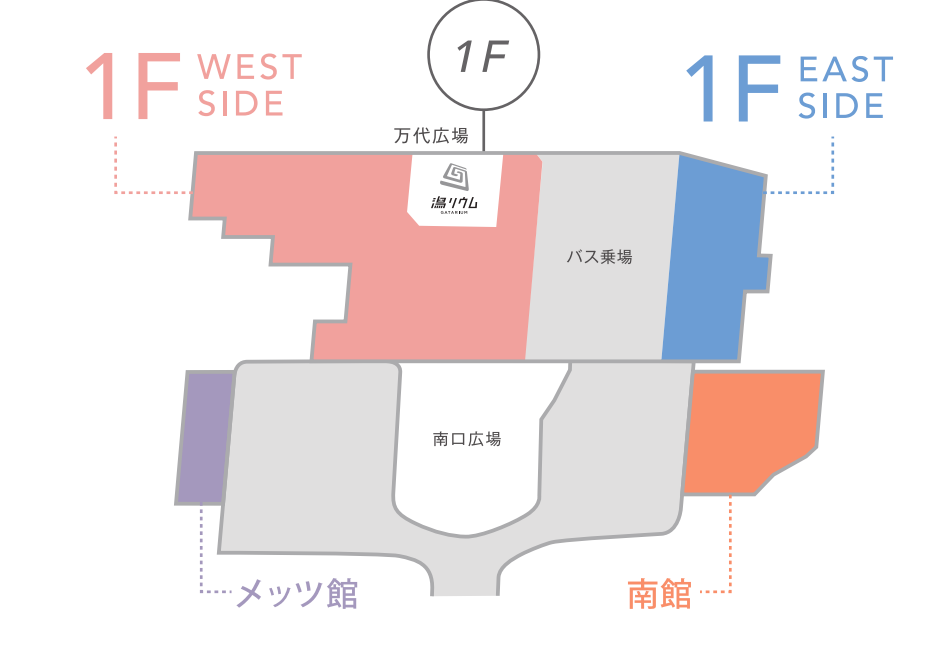 1F
1F WEST SIDE
1F EAST SIDE
万代広場
潟リウム
GATARIUM
バス乗場
南口広場
メッツ館
南館